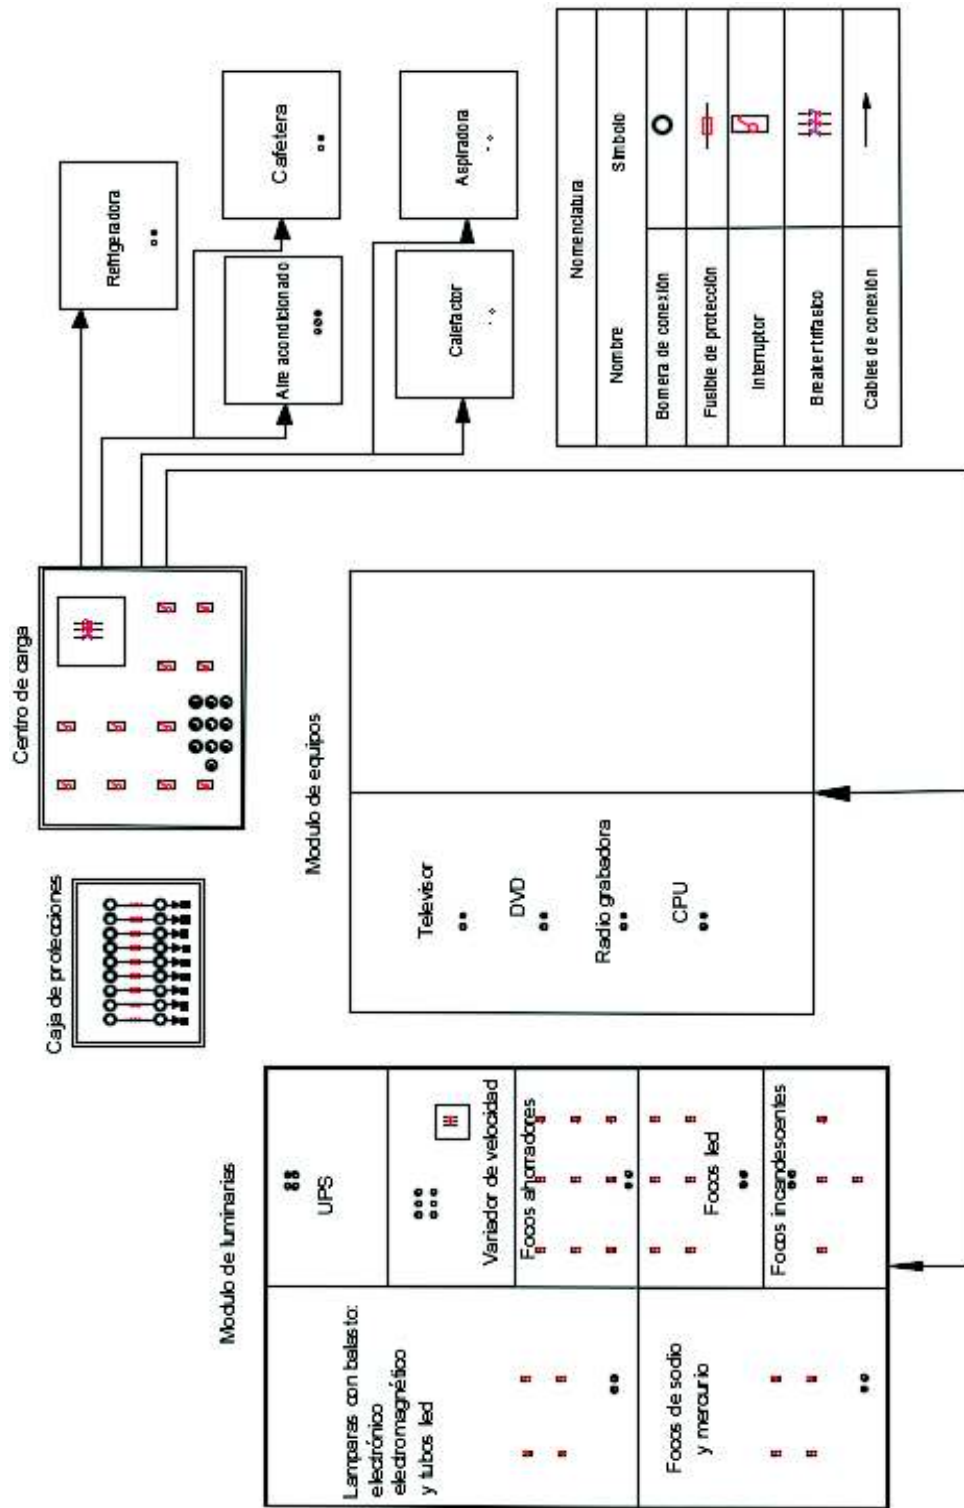 Modulo de luminarias
Lamparas con balasto:
electrónico
electromagnético
y tubos led
Focos de sodio
y mercurio
UPS
Variador de velocidad
Focos ahorradores
Focos led
Focos incandescentes
Caja de protecciones
Centro de carga
Modulo de equipos
Televisor
DVD
Radio grabadora
CPU
Refrigeradora
Aire acondicionado
Cafetera
Calefactor
Aspiradora
Nomenclatura
Nombre
Símbolo
Bornera de conexión
Fusible de protección
Interruptor
Breaker trifasico
Cables de conexión